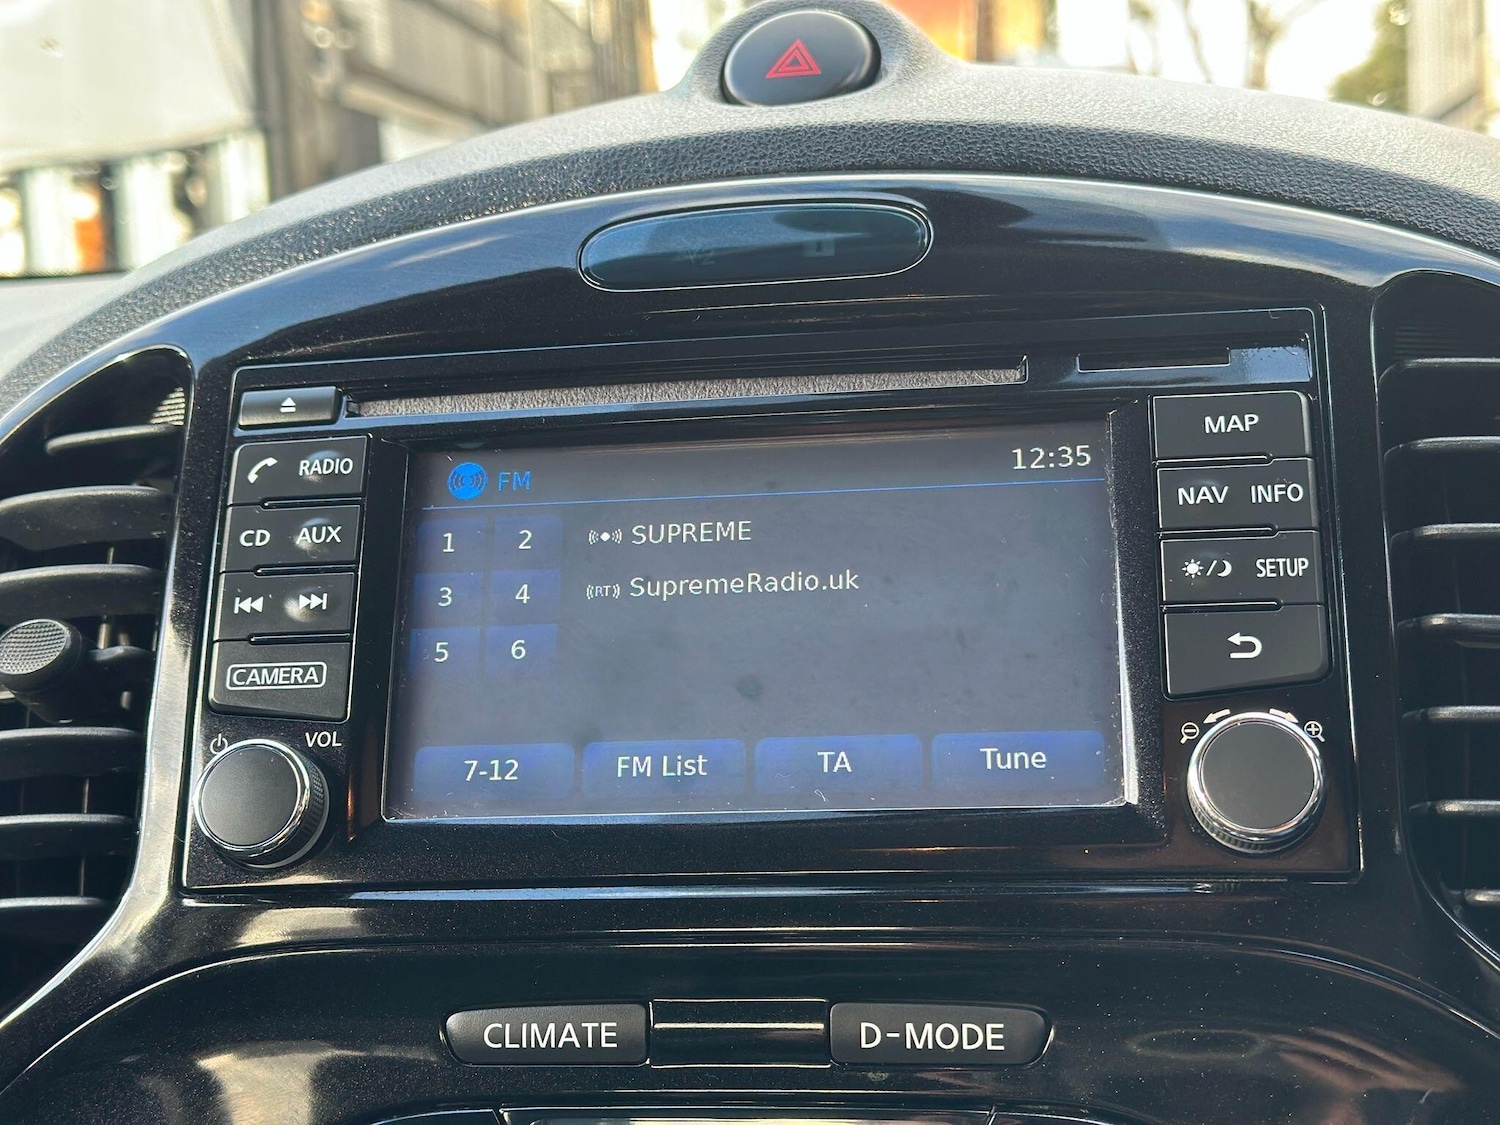 FM 12:35
1 2 SUPREME
3 4 RT SupremeRadio.uk
5 6
7-12 FM List TA Tune
RADIO
CD AUX
CAMERA
VOL
MAP
NAV INFO
SETUP
CLIMATE D-MODE